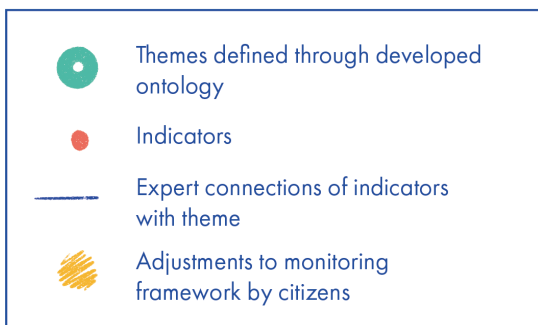 Themes defined through developed
ontology
Indicators
Expert connections of indicators
with theme
Adjustments to monitoring
framework by citizens